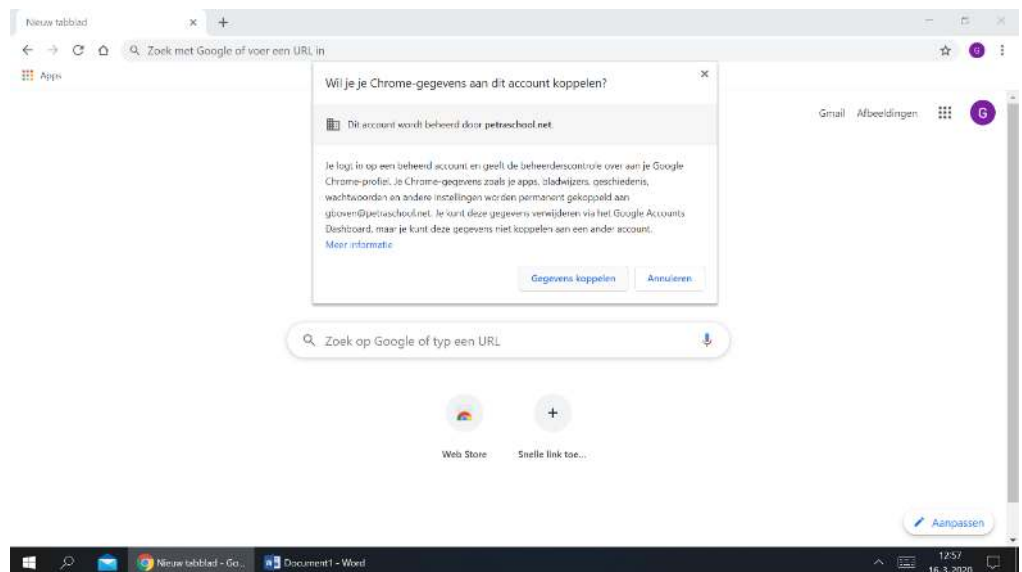 Nieuw tabblad
Zoek met Google of voer een URL in
Apps
Wil je je Chrome-gegevens aan dit account koppelen?
Dit account wordt beheerd door petraschool.net.
Gmail Afbeeldingen G
Je logt in op een beheerd account en geeft de beheerderscontrole over aan je Google
Chrome-profiel. Je Chrome-gegevens zoals je apps, bladwijzers, geschiedenis,
wachtwoorden en andere instellingen worden permanent gekoppeld aan
gboven@petraschool.net. Je kunt deze gegevens verwijderen via het Google Accounts
Dashboard, maar je kunt deze gegevens niet koppelen aan een ander account.
Meer informatie
Gegevens koppelen Annuleren
Zoek op Google of typ een URL
Web Store Snelle link toe...
Aanpassen
Nieuw tabblad - Go... Document1 - Word 12:57
16-3-2020